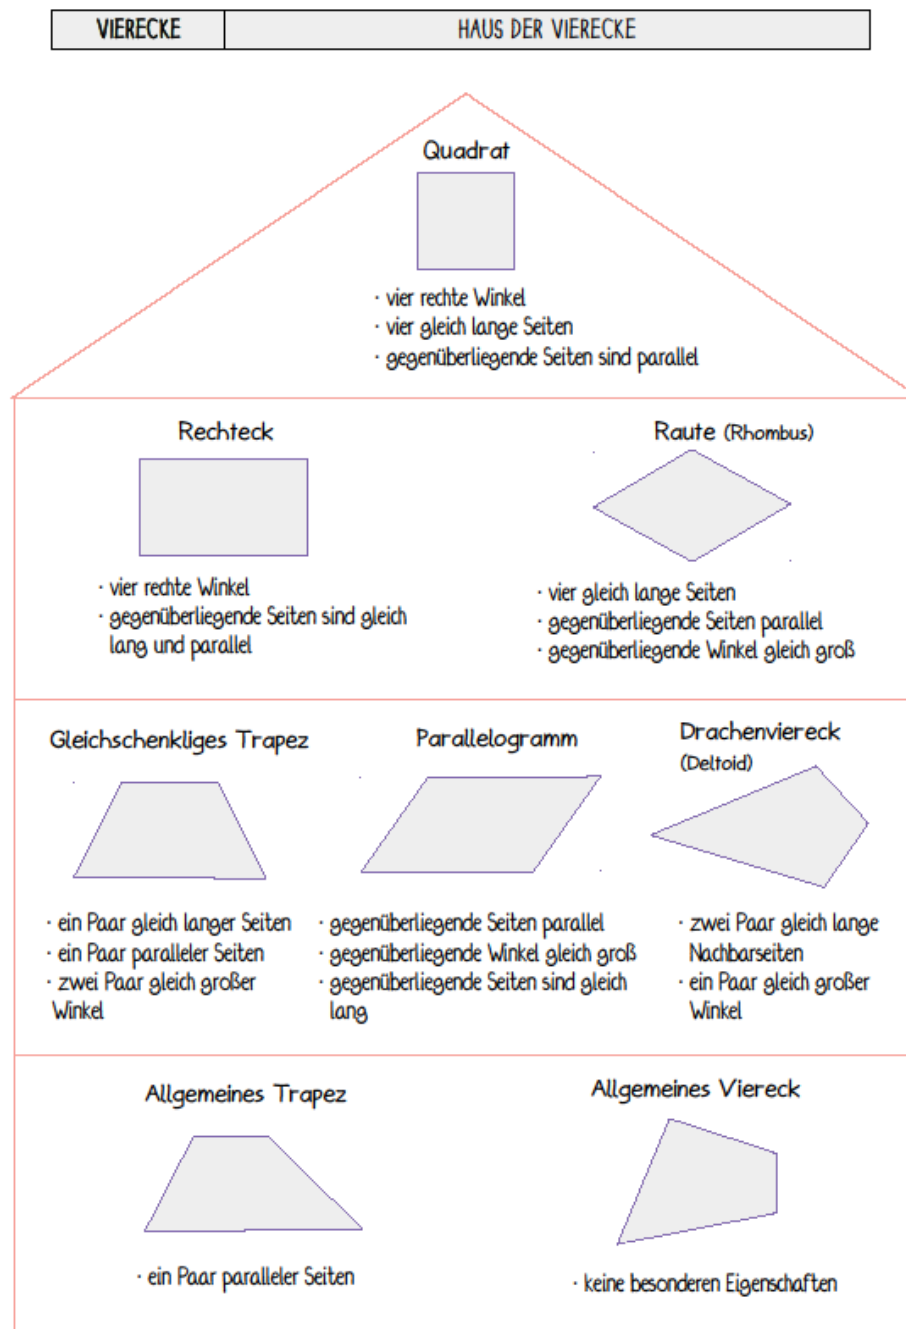 VIERECKE
HAUS DER VIERECKE
Quadrat
· vier rechte Winkel
· vier gleich lange Seiten
· gegenüberliegende Seiten sind parallel
Rechteck
· vier rechte Winkel
· gegenüberliegende Seiten sind gleich
lang und parallel
Raute (Rhombus)
· vier gleich lange Seiten
· gegenüberliegende Seiten parallel
· gegenüberliegende Winkel gleich groß
Gleichschenkliges Trapez
· ein Paar gleich langer Seiten
· ein Paar paralleler Seiten
· zwei Paar gleich großer
Winkel
Parallelogramm
· gegenüberliegende Seiten parallel
· gegenüberliegende Winkel gleich groß
· gegenüberliegende Seiten sind gleich
lang
Drachenviereck
(Deltoid)
· zwei Paar gleich lange
Nachbarseiten
· ein Paar gleich großer
Winkel
Allgemeines Trapez
· ein Paar paralleler Seiten
Allgemeines Viereck
· keine besonderen Eigenschaften